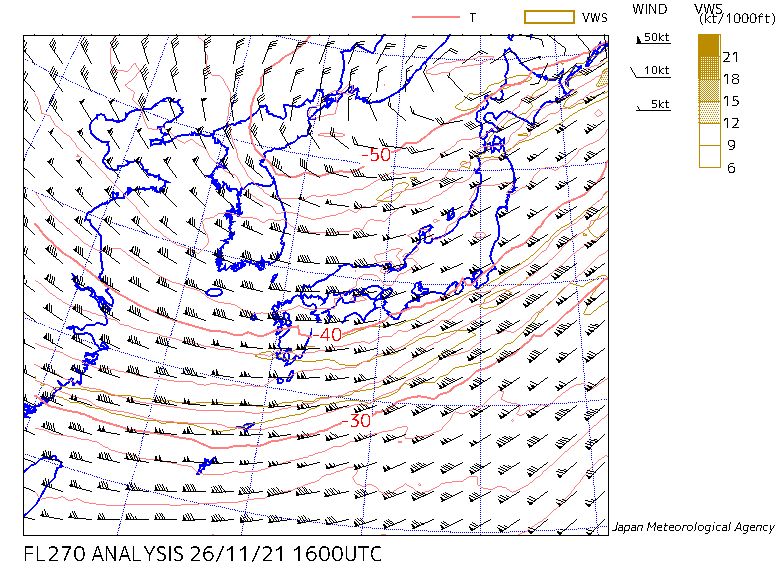 T
VWS
WIND
50kt
10kt
5kt
VWS
(kt/1000ft)
21
18
15
12
9
6
-50
-40
-30
Japan Meteorological Agency
FL270 ANALYSIS 26/11/21 1600UTC